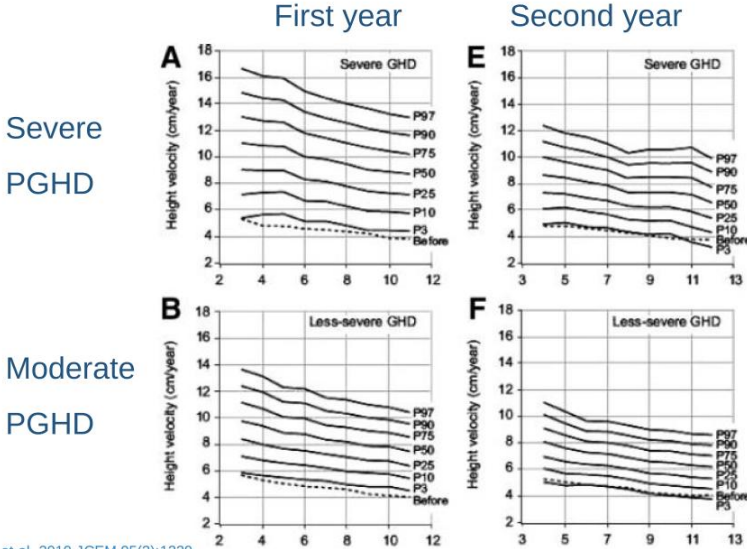 First year
Second year
Severe
PGHD
A
Severe GHD
Height velocity (cm/year)
18
16
14
12
10
8
6
4
2
P97
P90
P75
P50
P25
P10
P3
Before
2 4 6 8 10 12
E
Severe GHD
Height velocity (cm/year)
18
16
14
12
10
8
6
4
2
P97
P90
P75
P50
P25
P10
Before
P3
3 5 7 9 11 13
Moderate
PGHD
B
Less-severe GHD
Height velocity (cm/year)
18
16
14
12
10
8
6
4
2
P97
P90
P75
P50
P25
P10
P3
Before
2 4 6 8 10 12
F
Less-severe GHD
Height velocity (cm/year)
18
16
14
12
10
8
6
4
2
P97
P90
P75
P50
P25
P10
Before
P3
3 5 7 9 11 13
et al.